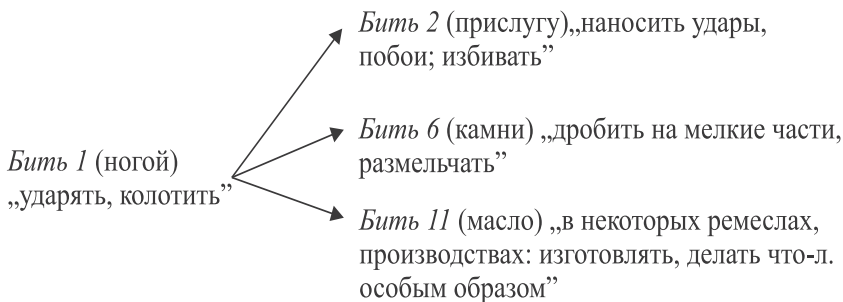 Бить 2 (прислугу)„наносить удары,
побои; избивать”
Бить 1 (ногой)
„ударять, колотить”
Бить 6 (камни) „дробить на мелкие части,
размельчать”
Бить 11 (масло) „в некоторых ремеслах,
производствах: изготовлять, делать что-л.
особым образом”